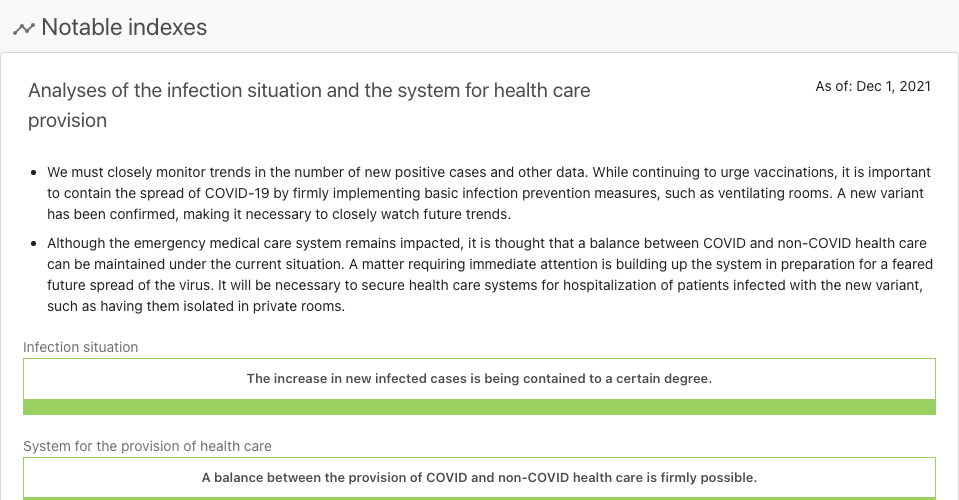 Notable indexes
Analyses of the infection situation and the system for health care
provision
As of: Dec 1, 2021
We must closely monitor trends in the number of new positive cases and other data. While continuing to urge vaccinations, it is important
to contain the spread of COVID-19 by firmly implementing basic infection prevention measures, such as ventilating rooms. A new variant
has been confirmed, making it necessary to closely watch future trends.
Although the emergency medical care system remains impacted, it is thought that a balance between COVID and non-COVID health care
can be maintained under the current situation. A matter requiring immediate attention is building up the system in preparation for a feared
future spread of the virus. It will be necessary to secure health care systems for hospitalization of patients infected with the new variant,
such as having them isolated in private rooms.
Infection situation
The increase in new infected cases is being contained to a certain degree.
System for the provision of health care
A balance between the provision of COVID and non-COVID health care is firmly possible.